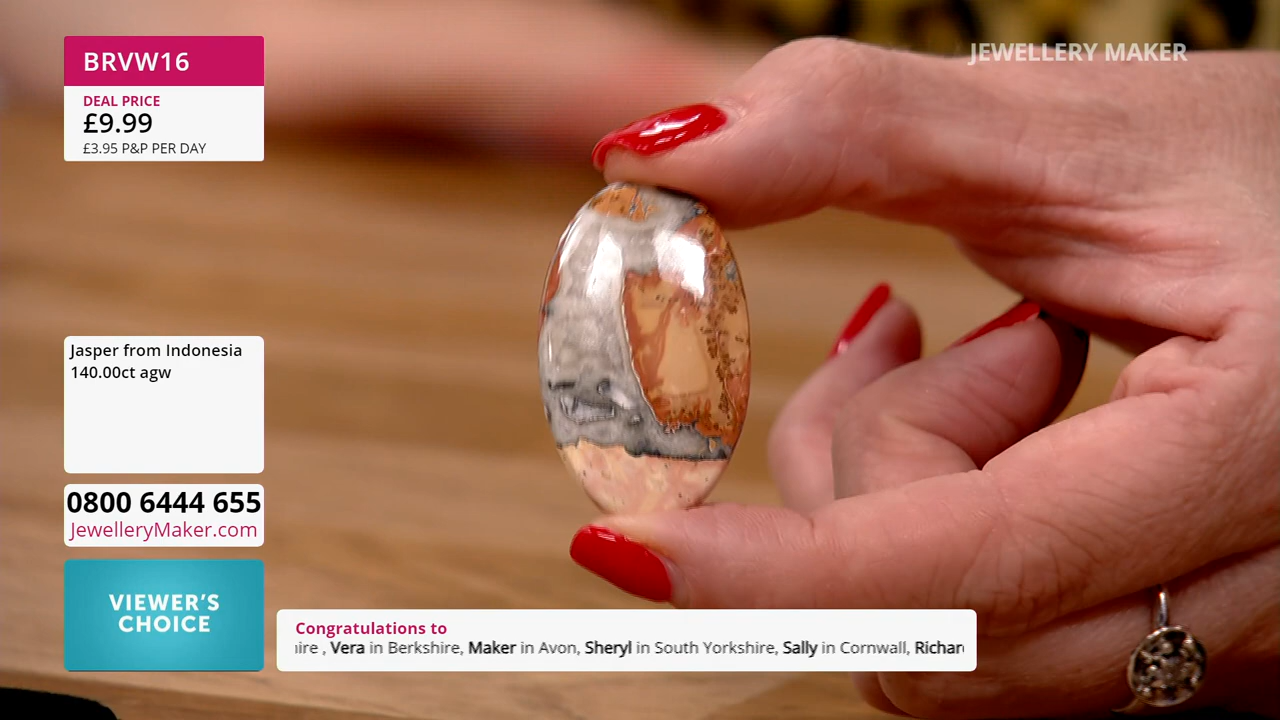 BRVW16
DEAL PRICE
£9.99
£3.95 P&P PER DAY
JEWELLERY MAKER
Jasper from Indonesia
140.00ct agw
0800 6444 655
JewelleryMaker.com
VIEWER'S
CHOICE
Congratulations to
ire , Vera in Berkshire, Maker in Avon, Sheryl in South Yorkshire, Sally in Cornwall, Richar